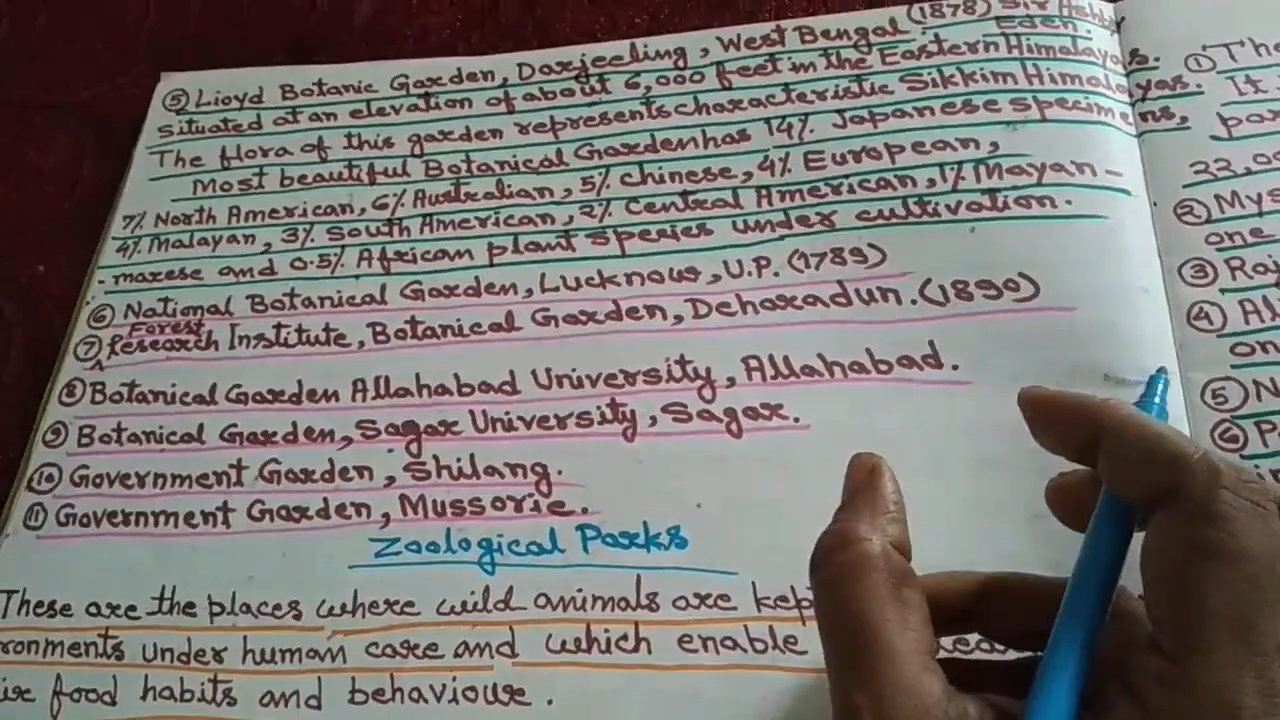 (1878) Sir Ashley
⑤ Lioyd Botanic Garden, Darjeeling, West Bengal. Eden.
situated at an elevation of about 6,000 feet in the Eastern Himalayas.
The flora of this garden represents characteristic Sikkim Himalayas.
Most beautiful Botanical Garden has 14% Japanese specimens,
7% North American, 6% Australian, 5% Chinese, 4% European,
4% Malayan, 3% South American, 2% Central American, 1% Mayan-
-marese and 0.5% African plant species under cultivation.
⑥ National Botanical Garden, Lucknow, U.P. (1789)
⑦ Forest Research Institute, Botanical Garden, Deharadun. (1890)
⑧ Botanical Garden Allahabad University, Allahabad.
⑨ Botanical Garden, Sagar University, Sagar.
⑩ Government Garden, Shilang.
⑪ Government Garden, Mussorie.
Zoological Parks
These are the places where wild animals are kept
ronments under human care and which enable
food habits and behaviour.
① The
It
par
22,0
② Mys
one
③ Raj
④ Al
on
⑤ N
⑥ P